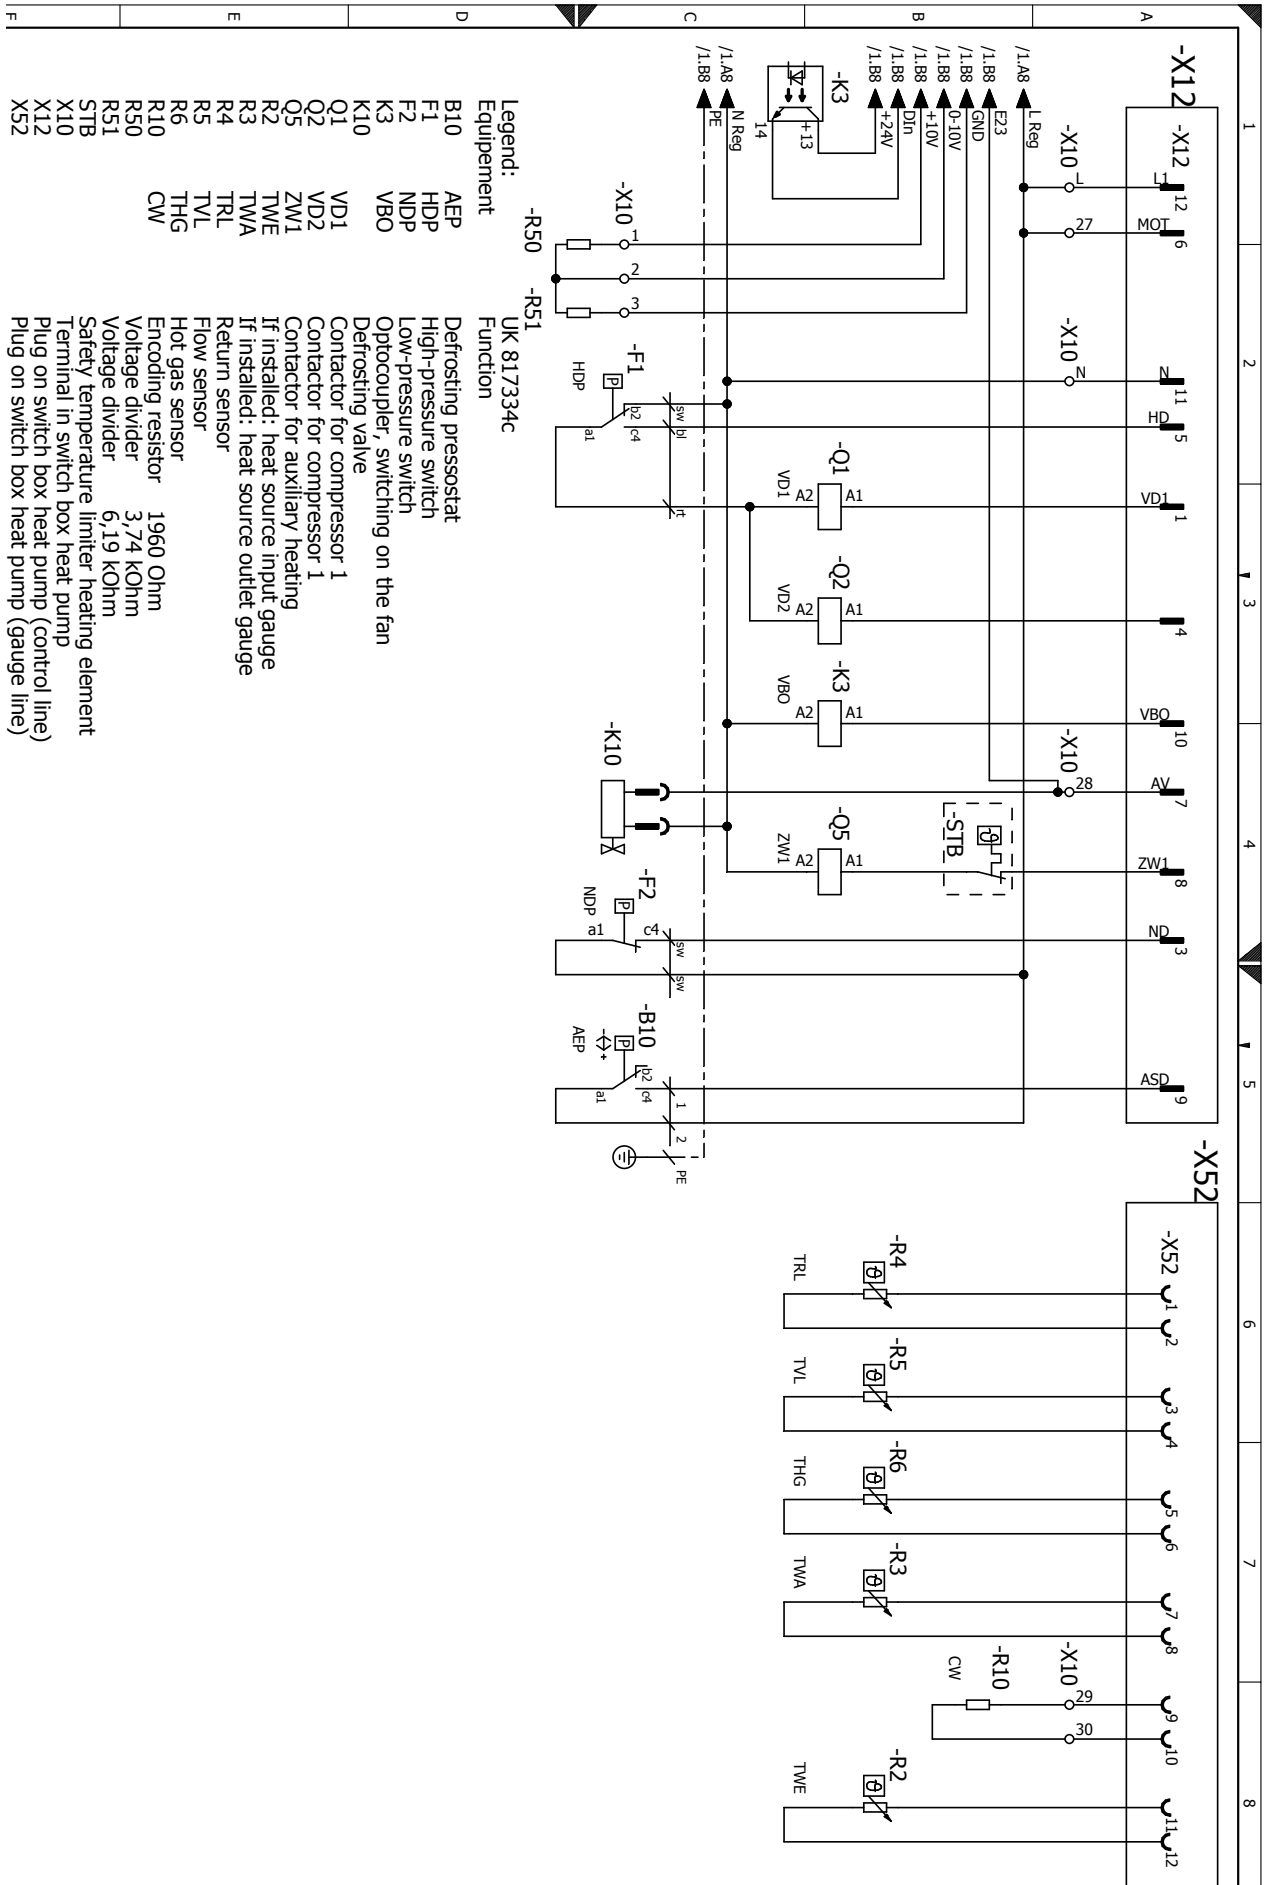 1 2 3 4 5 6 7 8
A
B
C
D
E
F
-X12
-X52
-X12
L1 12
MOT 6
N 11
HD 5
VD1 1
4
VBO 10
AV 7
ZW1 8
ND 3
ASD 9
-X52
1 2 3 4 5 6 7 8 9 10 11 12
-X10 L 27
-X10 N
-X10 28
-X10 29 30
/1.A8 L Reg
/1.B8 E23
/1.B8 GND
/1.B8 0-10V
/1.B8 +10V
/1.B8 DIn
/1.B8 +24V
-K3
+13
14
/1.A8 N Reg
/1.B8 PE
-STB
-R10
CW
-Q1 A1 A2 VD1
-Q2 A1 A2 VD2
-K3 A1 A2 VBO
-Q5 A1 A2 ZW1
-R4 TRL
-R5 TVL
-R6 THG
-R3 TWA
-R2 TWE
-X10 1 2 3
-R50
-R51
-F1
HDP
P
b2
c4
a1
sw bl rt
-K10
-F2
NDP
P
a1 c4
sw sw
-B10
AEP
P
- +
b2
c4
a1
1 2 PE
Legend: UK 817334c
Equipement Function
B10 AEP Defrosting pressostat
F1 HDP High-pressure switch
F2 NDP Low-pressure switch
K3 VBO Optocoupler, switching on the fan
K10 Defrosting valve
Q1 VD1 Contactor for compressor 1
Q2 VD2 Contactor for compressor 1
Q5 ZW1 Contactor for auxiliary heating
R2 TWE If installed: heat source input gauge
R3 TWA If installed: heat source outlet gauge
R4 TRL Return sensor
R5 TVL Flow sensor
R6 THG Hot gas sensor
R10 CW Encoding resistor 1960 Ohm
R50 Voltage divider 3,74 kOhm
R51 Voltage divider 6,19 kOhm
STB Safety temperature limiter heating element
X10 Terminal in switch box heat pump
X12 Plug on switch box heat pump (control line)
X52 Plug on switch box heat pump (gauge line)